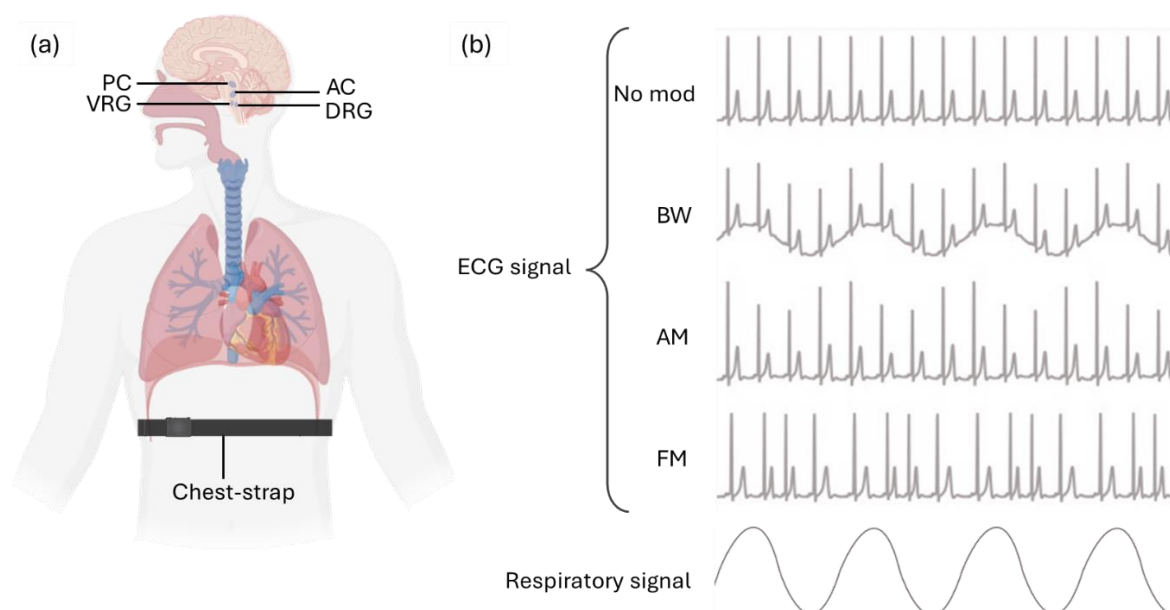 (a)
PC
VRG
AC
DRG
Chest-strap
(b)
ECG signal
No mod
BW
AM
FM
Respiratory signal